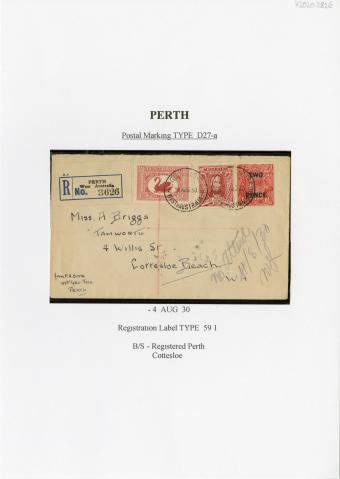 PERTH
Postal Marking TYPE D27-a
R
PERTH
West Australia
No. 3626
TWO
PENCE
Miss A Briggs
"Tamworth"
4 Willis St
Cottesloe Beach
W A
Perth
- 4 AUG 30
Registration Label TYPE 59 1
B/S - Registered Perth
Cottesloe